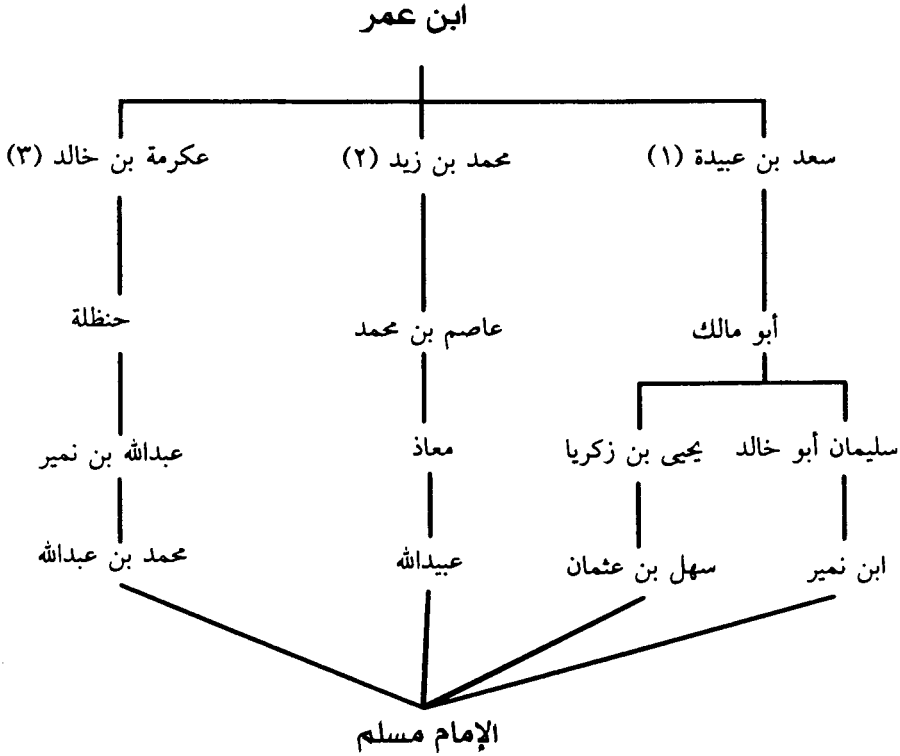 ابن عمر
سعد بن عبيدة (١) محمد بن زيد (٢) عكرمة بن خالد (٣)
أبو مالك عاصم بن محمد حنظلة
سليمان أبو خالد يحيى بن زكريا معاذ عبدالله بن نمير
ابن نمير سهل بن عثمان عبيدالله محمد بن عبدالله
الإمام مسلم